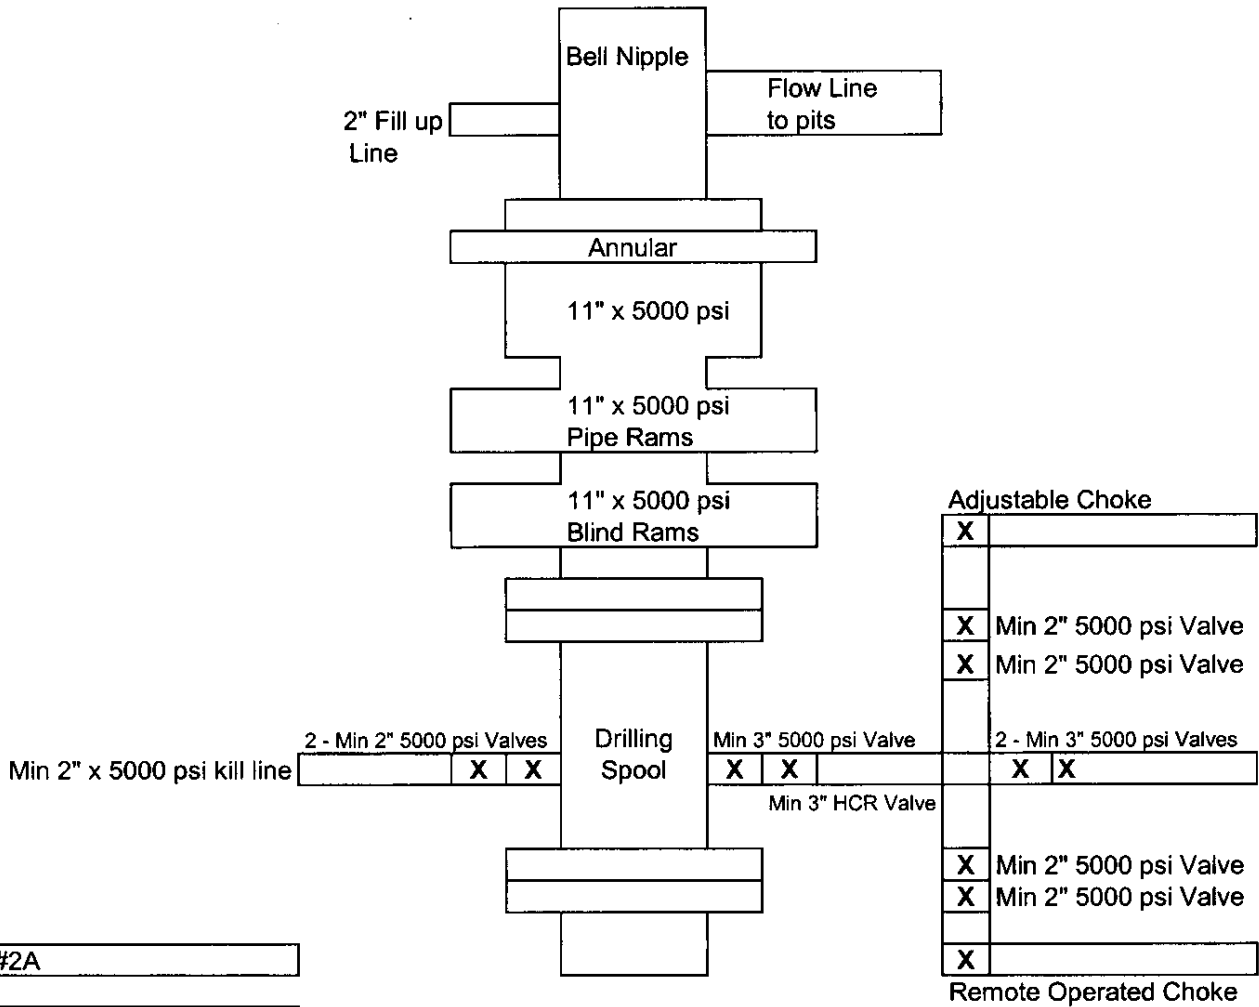 Bell Nipple
Flow Line
to pits
2" Fill up
Line
Annular
11" x 5000 psi
11" x 5000 psi
Pipe Rams
11" x 5000 psi
Blind Rams
Adjustable Choke
X
X Min 2" 5000 psi Valve
X Min 2" 5000 psi Valve
2 - Min 2" 5000 psi Valves
Drilling
Spool
Min 3" 5000 psi Valve
2 - Min 3" 5000 psi Valves
Min 2" x 5000 psi kill line
X X
X X
X X
Min 3" HCR Valve
X Min 2" 5000 psi Valve
X Min 2" 5000 psi Valve
#2A
X
Remote Operated Choke